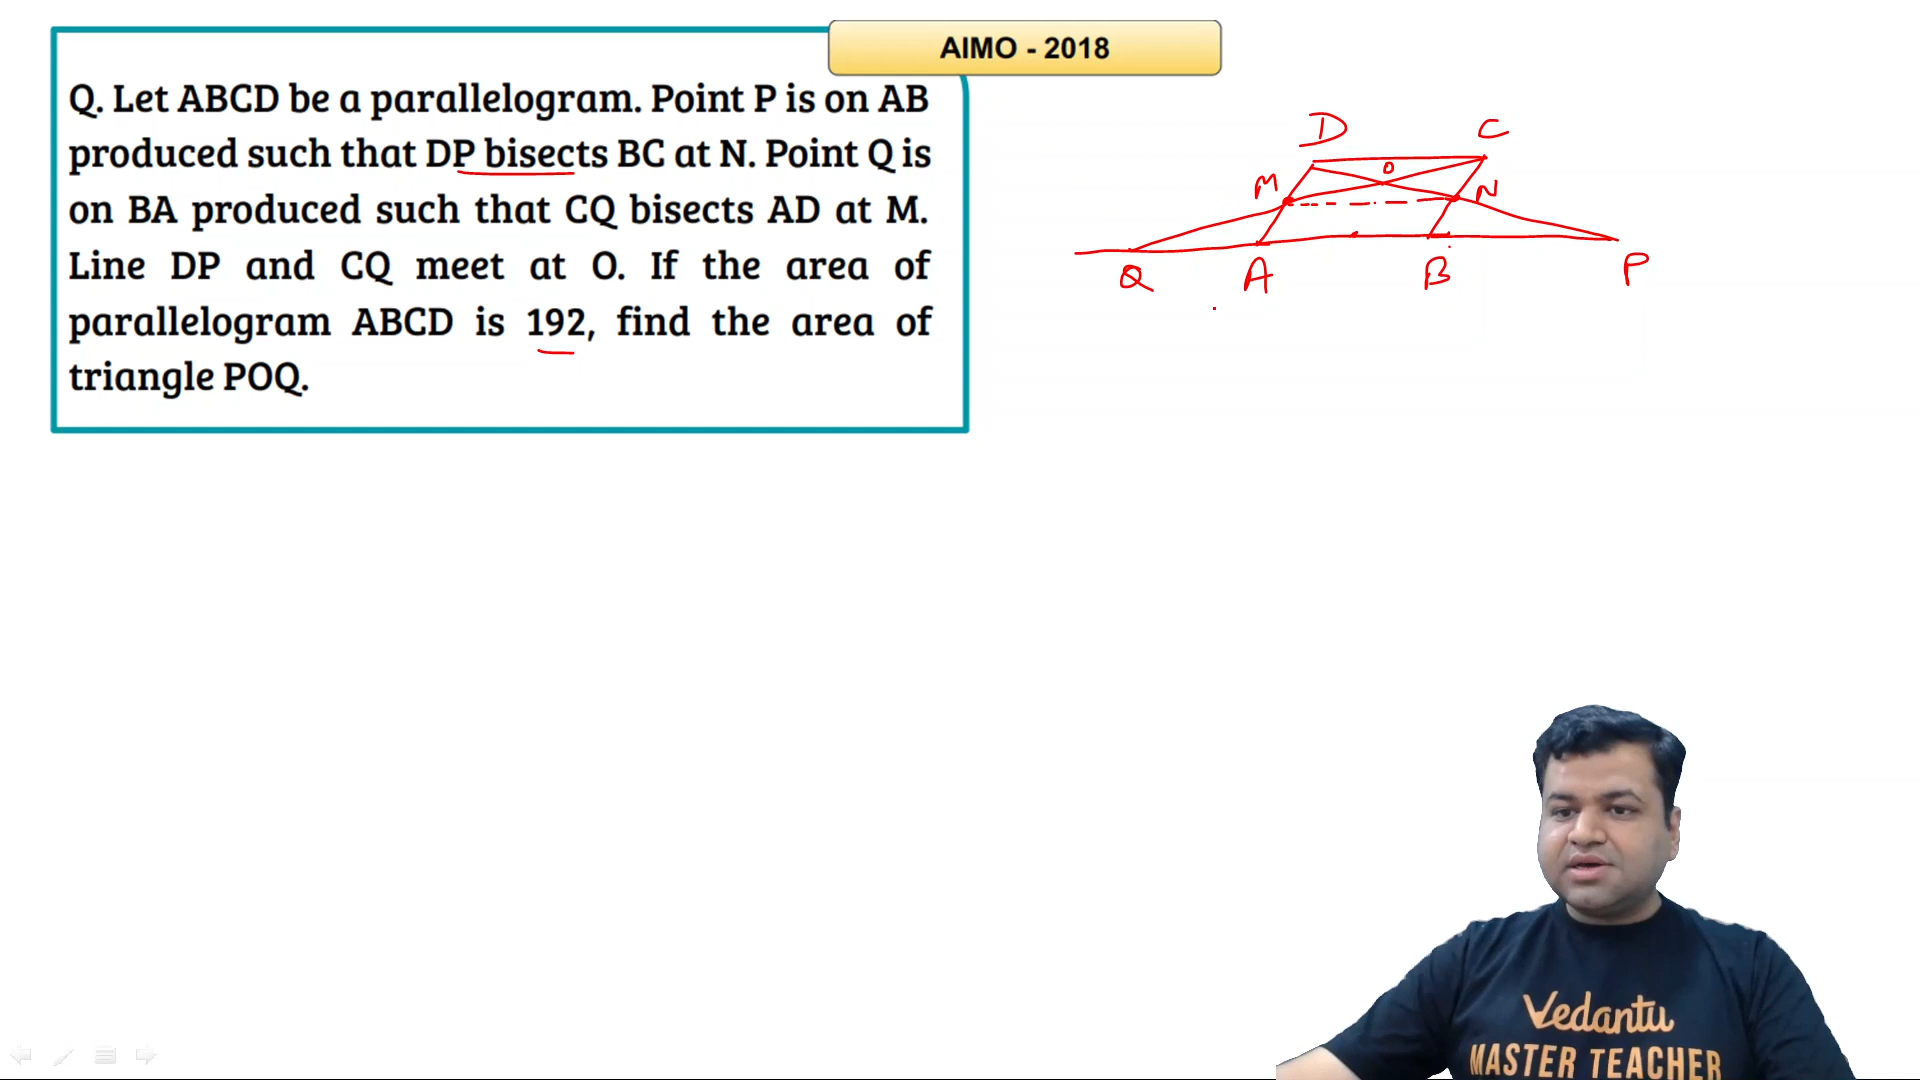 AIMO - 2018
Q. Let ABCD be a parallelogram. Point P is on AB
produced such that DP bisects BC at N. Point Q is
on BA produced such that CQ bisects AD at M.
Line DP and CQ meet at O. If the area of
parallelogram ABCD is 192, find the area of
triangle POQ.
D C
O
M N
Q A B P
Vedantu
MASTER TEACHER